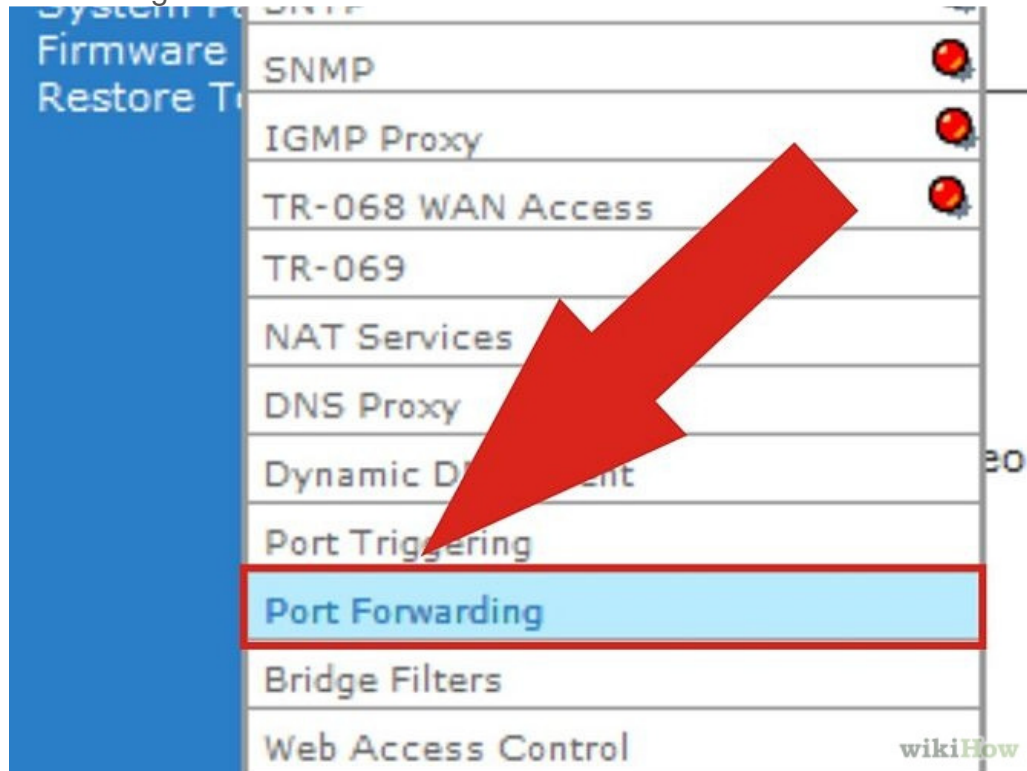 Firmware
Restore
SNMP
IGMP Proxy
TR-068 WAN Access
TR-069
NAT Services
DNS Proxy
Dynamic
Port Triggering
Port Forwarding
Bridge Filters
Web Access Control
wikiHow